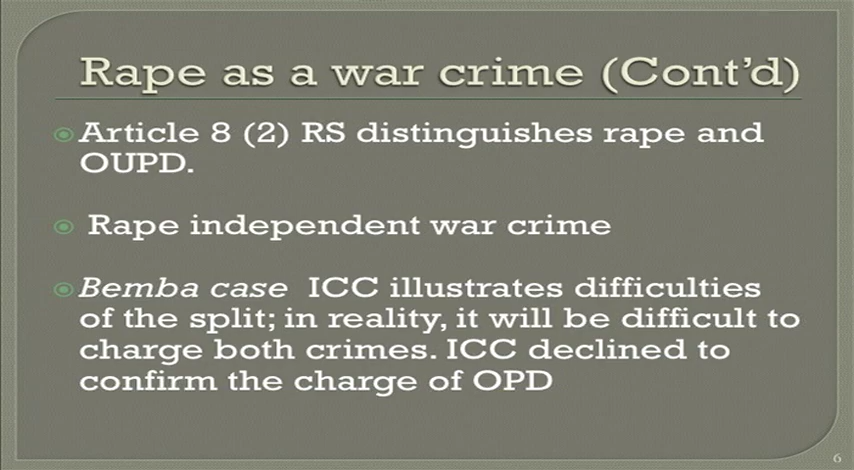 Rape as a war crime (Cont'd)
Article 8 (2) RS distinguishes rape and
OUPD.
Rape independent war crime
Bemba case ICC illustrates difficulties
of the split; in reality, it will be difficult to
charge both crimes. ICC declined to
confirm the charge of OPD
6